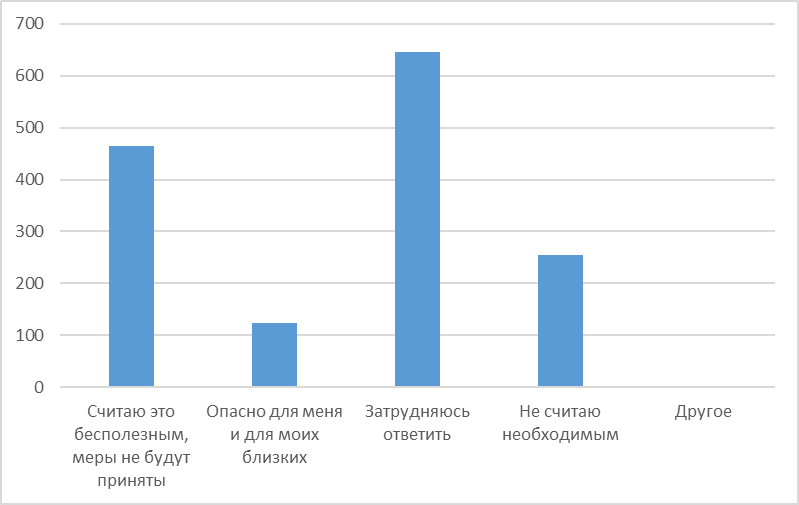 700
600
500
400
300
200
100
0
Считаю это
бесполезным,
меры не будут
приняты
Опасно для меня
и для моих
близких
Затрудняюсь
ответить
Не считаю
необходимым
Другое